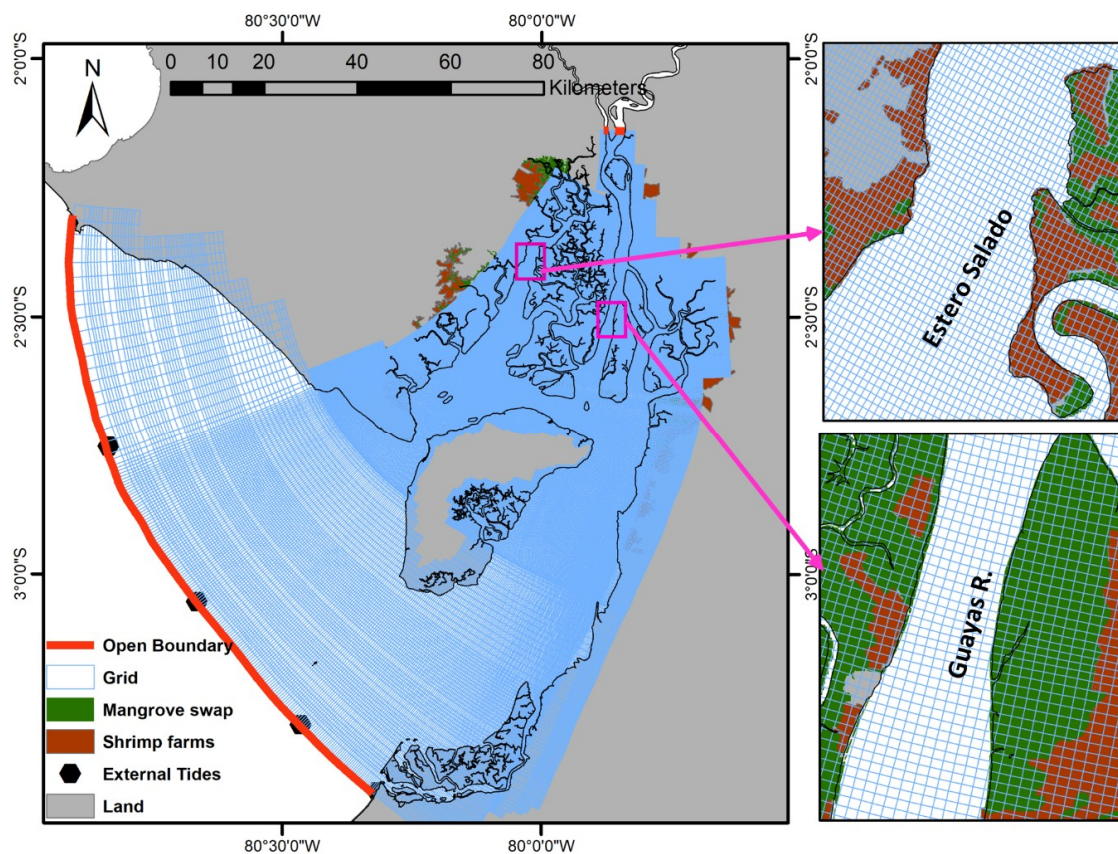 80°30'0"W 80°0'0"W
2°0'0"S
N
0 10 20 40 60 80
Kilometers
2°30'0"S
3°0'0"S
Open Boundary
Grid
Mangrove swap
Shrimp farms
External Tides
Land
80°30'0"W 80°0'0"W
2°0'0"S
2°30'0"S
3°0'0"S
Estero Salado
Guayas R.